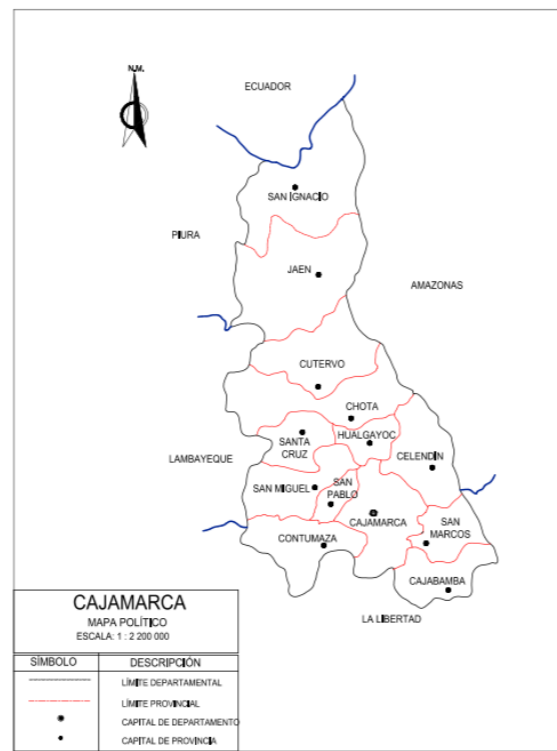 N.M.
ECUADOR
SAN IGNACIO
PIURA
JAEN
AMAZONAS
CUTERVO
CHOTA
SANTA
CRUZ
HUALGAYOC
LAMBAYEQUE
CELENDÍN
SAN MIGUEL
SAN
PABLO
CAJAMARCA
SAN
MARCOS
CONTUMAZA
CAJABAMBA
LA LIBERTAD
CAJAMARCA
MAPA POLÍTICO
ESCALA: 1 : 2 200 000
SÍMBOLO DESCRIPCIÓN
LÍMITE DEPARTAMENTAL
LÍMITE PROVINCIAL
CAPITAL DE DEPARTAMENTO
CAPITAL DE PROVINCIA